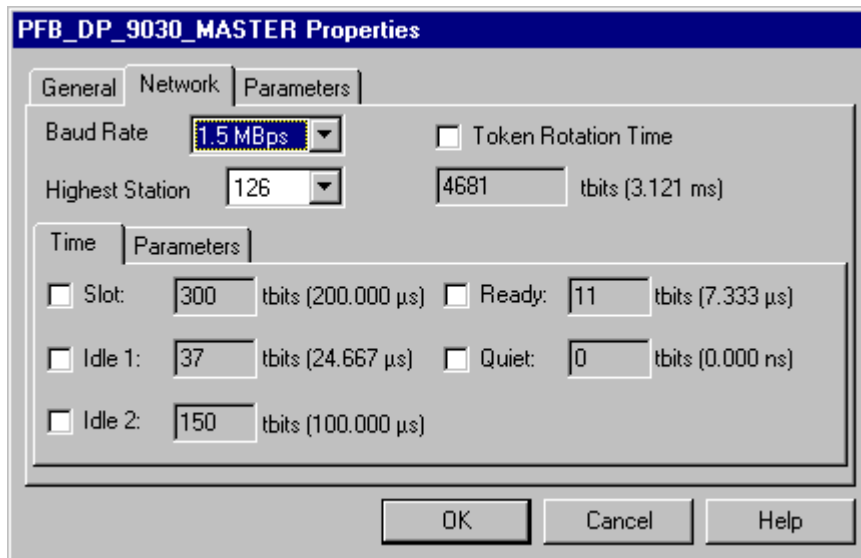 PFB_DP_9030_MASTER Properties
General Network Parameters
Baud Rate 1.5 MBps Token Rotation Time
Highest Station 126 4681 tbits (3.121 ms)
Time Parameters
Slot: 300 tbits (200.000 µs) Ready: 11 tbits (7.333 µs)
Idle 1: 37 tbits (24.667 µs) Quiet: 0 tbits (0.000 ns)
Idle 2: 150 tbits (100.000 µs)
OK Cancel Help